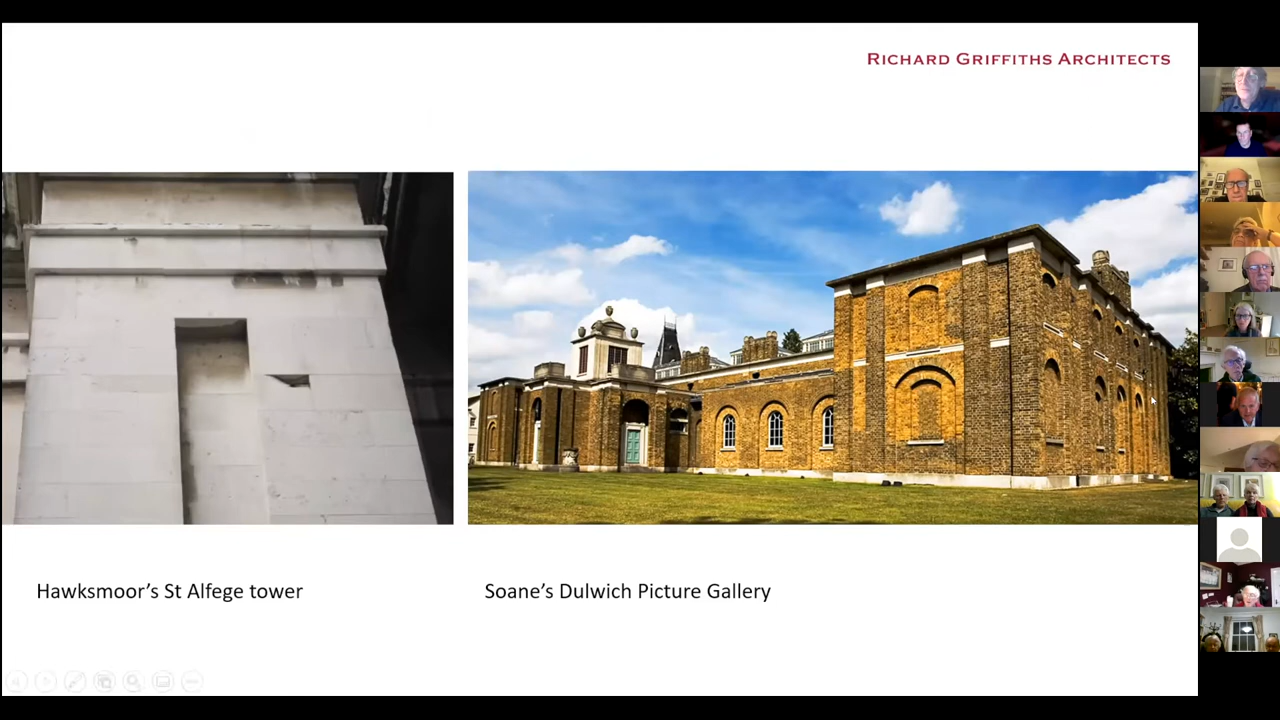 RICHARD GRIFFITHS ARCHITECTS
Hawksmoor’s St Alfege tower
Soane’s Dulwich Picture Gallery